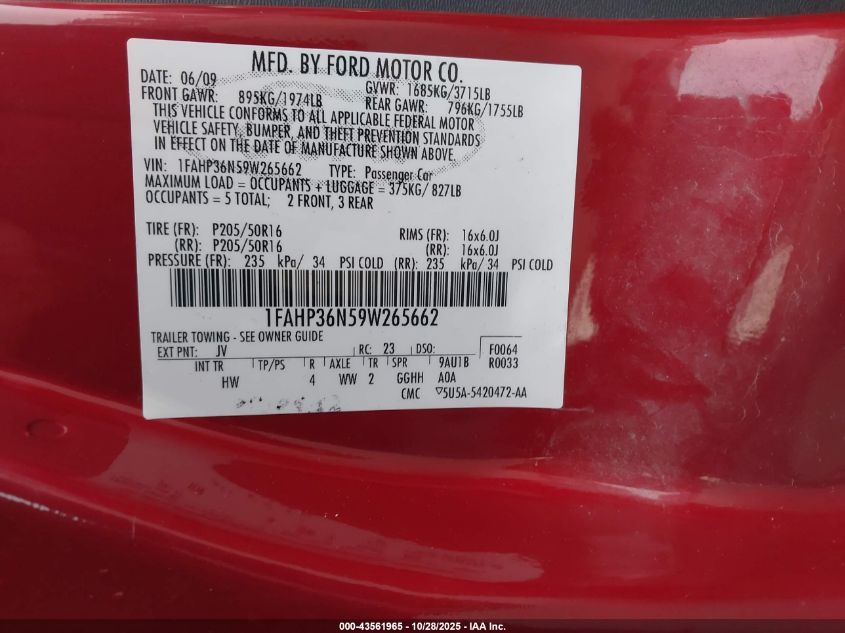 MFD. BY FORD MOTOR CO.
DATE: 06/09 GVWR: 1685KG/3715LB
FRONT GAWR: 895KG/1974LB REAR GAWR: 796KG/1755LB
THIS VEHICLE CONFORMS TO ALL APPLICABLE FEDERAL MOTOR
VEHICLE SAFETY, BUMPER, AND THEFT PREVENTION STANDARDS
IN EFFECT ON THE DATE OF MANUFACTURE SHOWN ABOVE.
VIN: 1FAHP36N59W265662 TYPE: Passenger Car
MAXIMUM LOAD = OCCUPANTS + LUGGAGE = 375KG/ 827LB
OCCUPANTS = 5 TOTAL; 2 FRONT, 3 REAR
TIRE (FR): P205/50R16 RIMS (FR): 16x6.0J
(RR): P205/50R16 (RR): 16x6.0J
PRESSURE (FR): 235 kPa/ 34 PSI COLD (RR): 235 kPa/ 34 PSI COLD
1FAHP36N59W265662
TRAILER TOWING - SEE OWNER GUIDE
EXT PNT: JV RC: 23 DSO: F0064
INT TR TP/PS R AXLE TR SPR 9AU1B R0033
HW 4 WW 2 GGHH A0A
CMC ▽5U5A-5420472-AA
000-43561965 | 10/28/2025 - IAA Inc.